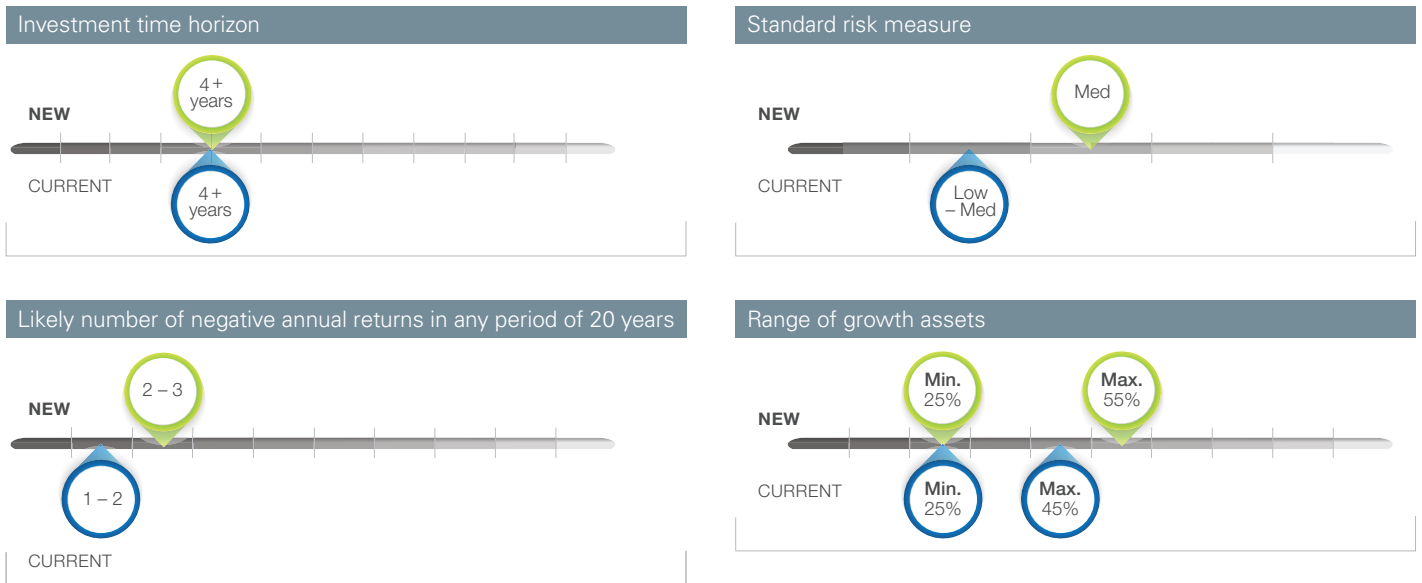 Investment time horizon
NEW
4 +
years
CURRENT
4 +
years
Standard risk measure
NEW
Med
CURRENT
Low
– Med
Likely number of negative annual returns in any period of 20 years
NEW
2 – 3
1 – 2
CURRENT
Range of growth assets
NEW
Min.
25%
Max.
55%
CURRENT
Min.
25%
Max.
45%